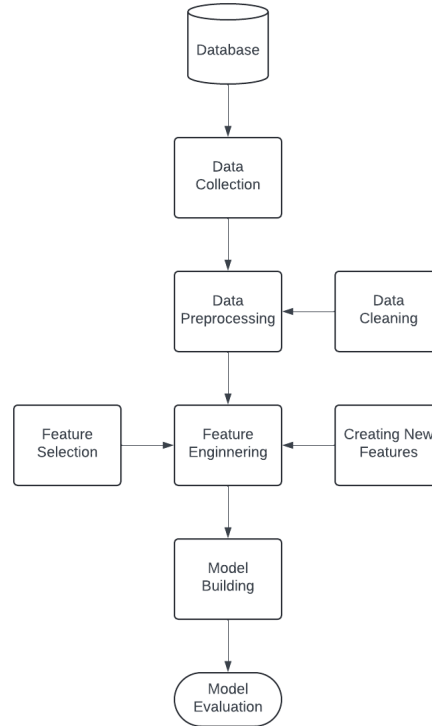 Database
Data
Collection
Data
Preprocessing
Data
Cleaning
Feature
Selection
Feature
Enginnering
Creating New
Features
Model
Building
Model
Evaluation